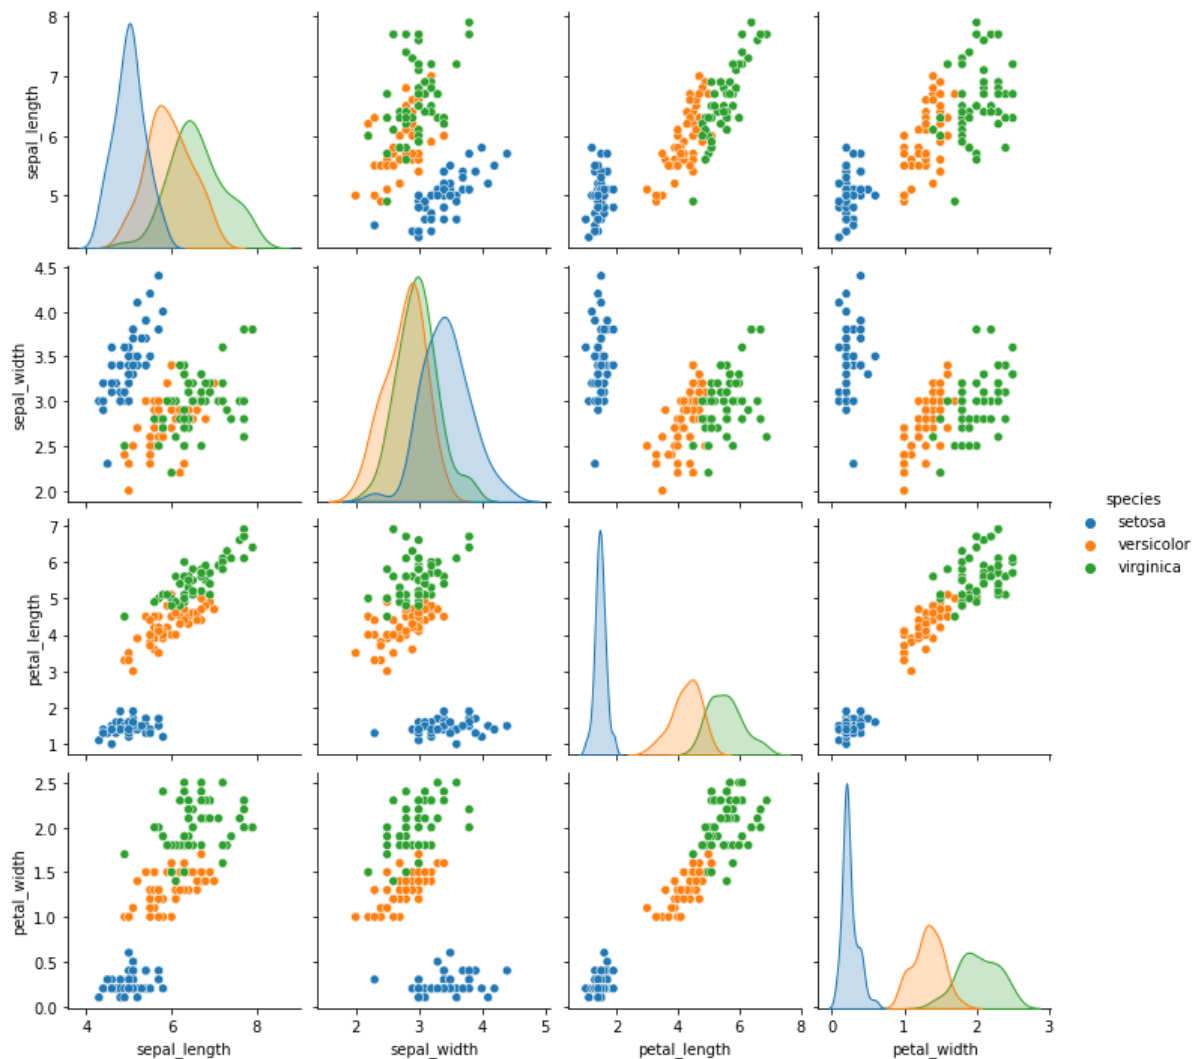 8
7
6
5
sepal_length
4.5
4.0
3.5
3.0
2.5
2.0
sepal_width
species
setosa
versicolor
virginica
7
6
5
4
3
2
1
petal_length
2.5
2.0
1.5
1.0
0.5
0.0
petal_width
4 6 8 2 3 4 5 2 4 6 8 0 1 2 3
sepal_length sepal_width petal_length petal_width